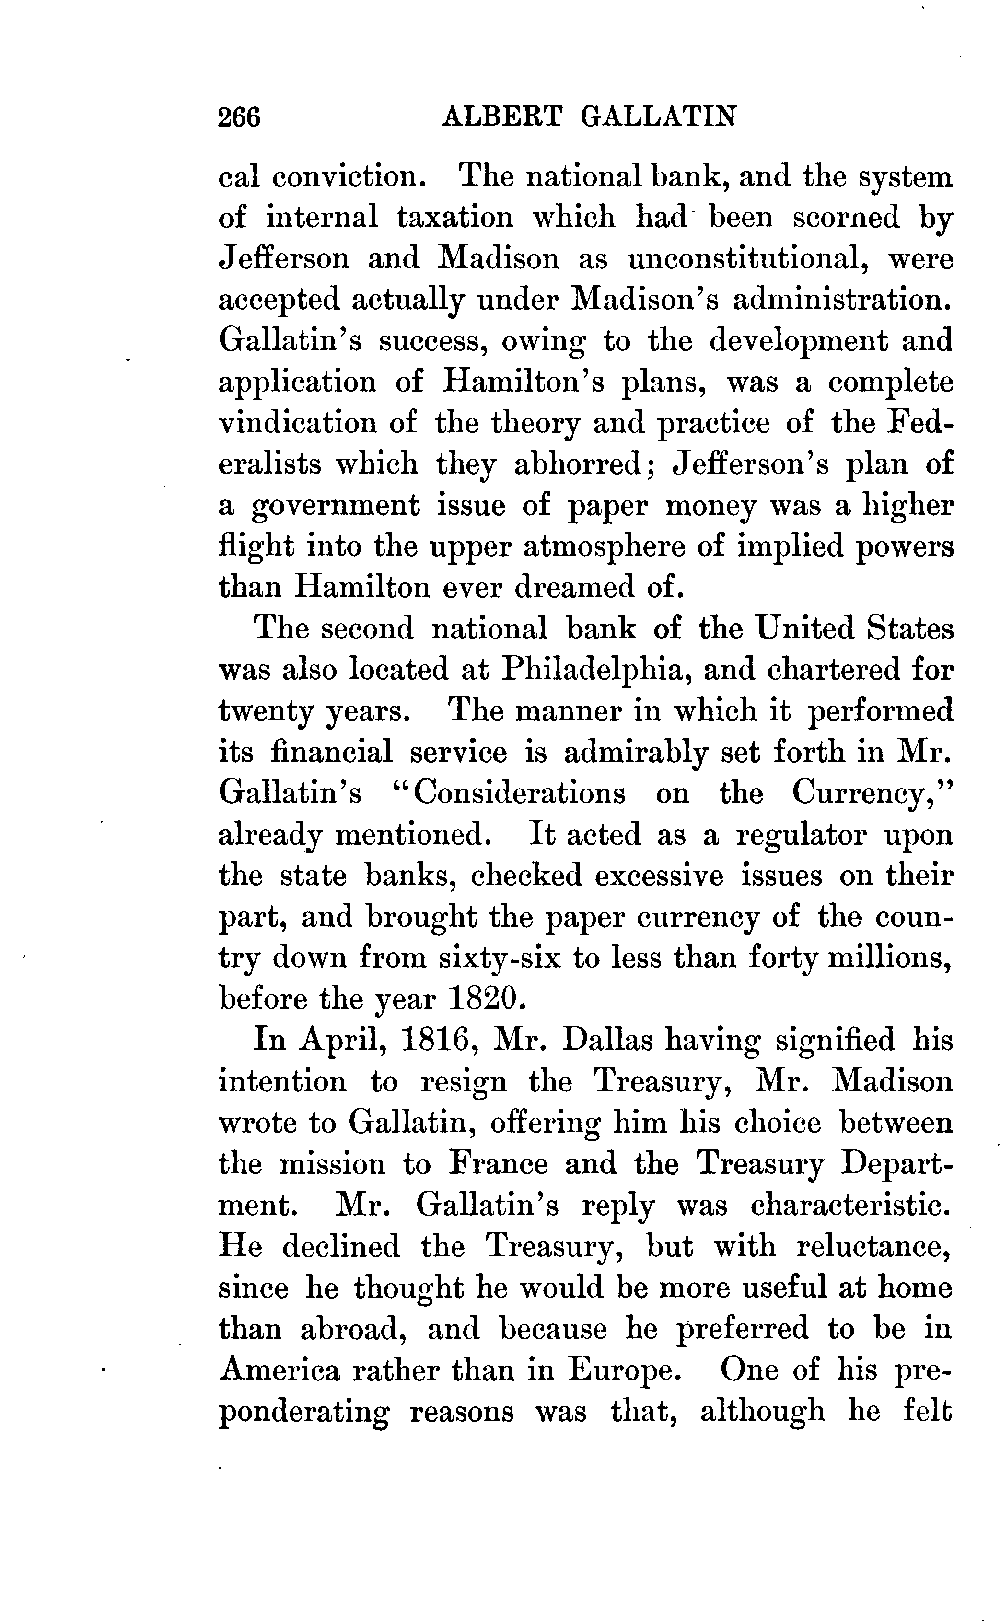 266 ALBERT GALLATIN
cal conviction. The national bank, and the system
of internal taxation which had been scorned by
Jefferson and Madison as unconstitutional, were
accepted actually under Madison's administration.
Gallatin's success, owing to the development and
application of Hamilton's plans, was a complete
vindication of the theory and practice of the Fed-
eralists which they abhorred; Jefferson's plan of
a government issue of paper money was a higher
flight into the upper atmosphere of implied powers
than Hamilton ever dreamed of.
The second national bank of the United States
was also located at Philadelphia, and chartered for
twenty years. The manner in which it performed
its financial service is admirably set forth in Mr.
Gallatin's "Considerations on the Currency,"
already mentioned. It acted as a regulator upon
the state banks, checked excessive issues on their
part, and brought the paper currency of the coun-
try down from sixty-six to less than forty millions,
before the year 1820.
In April, 1816, Mr. Dallas having signified his
intention to resign the Treasury, Mr. Madison
wrote to Gallatin, offering him his choice between
the mission to France and the Treasury Depart-
ment. Mr. Gallatin's reply was characteristic.
He declined the Treasury, but with reluctance,
since he thought he would be more useful at home
than abroad, and because he preferred to be in
America rather than in Europe. One of his pre-
ponderating reasons was that, although he felt